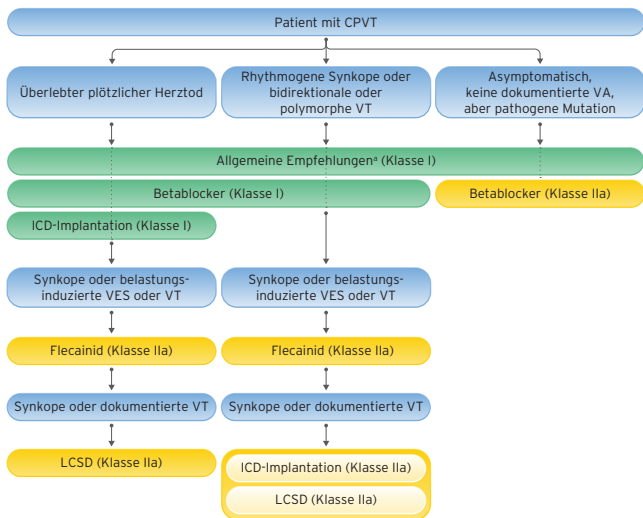 Patient mit CPVT
Überlebter plötzlicher Herztod
Rhythmogene Synkope oder
bidirektionale oder
polymorphe VT
Asymptomatisch,
keine dokumentierte VA,
aber pathogene Mutation
Allgemeine Empfehlungenᵃ (Klasse I)
Betablocker (Klasse I)
Betablocker (Klasse IIa)
ICD-Implantation (Klasse I)
Synkope oder belastungs-
induzierte VES oder VT
Synkope oder belastungs-
induzierte VES oder VT
Flecainid (Klasse IIa)
Flecainid (Klasse IIa)
Synkope oder dokumentierte VT
Synkope oder dokumentierte VT
LCSD (Klasse IIa)
ICD-Implantation (Klasse IIa)
LCSD (Klasse IIa)